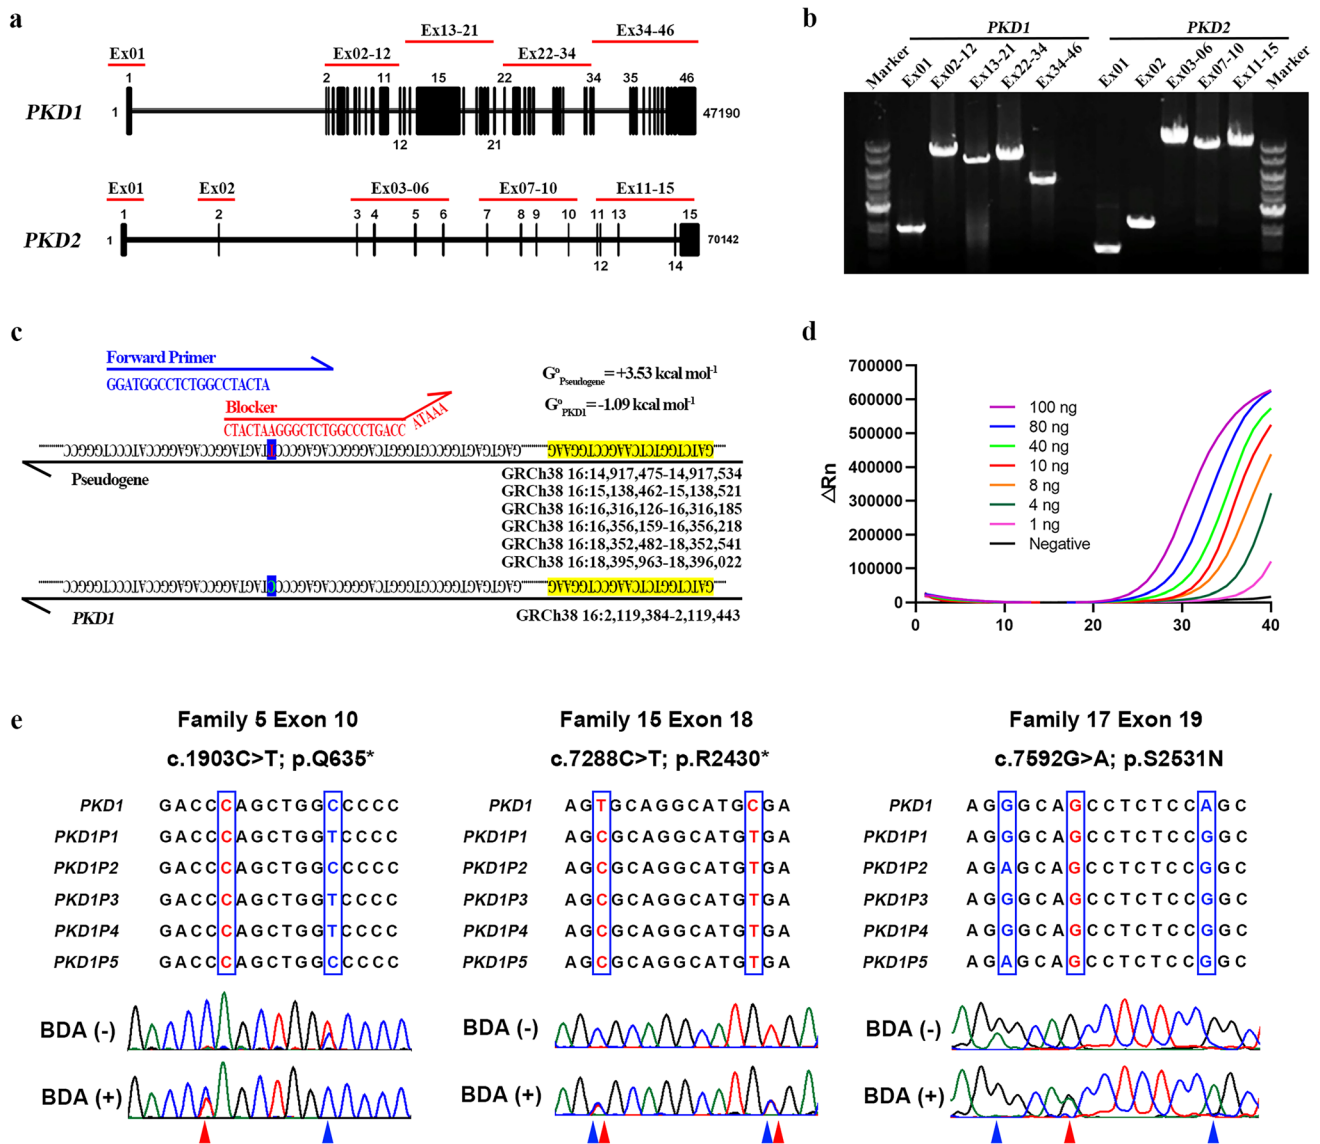 a
Ex01
Ex02-12
Ex13-21
Ex22-34
Ex34-46
1 2 11 15 22 34 35 46
PKD1 1 47190
12 21
Ex01 Ex02 Ex03-06 Ex07-10 Ex11-15
1 2 3 4 5 6 7 8 9 10 11 13 15
PKD2 1 70142
12 14
b
PKD1 PKD2
Marker Ex01 Ex02-12 Ex13-21 Ex22-34 Ex34-46 Ex01 Ex02 Ex03-06 Ex07-10 Ex11-15 Marker
c
Forward Primer
GGATGGCCTCTGGCCTACTA
Blocker
CTACTAAGGGCTCTGGCCCTGACC ATAAA
G°Pseudogene=+3.53 kcal mol-1
G°PKD1=-1.09 kcal mol-1
Pseudogene
GRCh38 16:14,917,475-14,917,534
GRCh38 16:15,138,462-15,138,521
GRCh38 16:16,316,126-16,316,185
GRCh38 16:16,356,159-16,356,218
GRCh38 16:18,352,482-18,352,541
GRCh38 16:18,395,963-18,396,022
PKD1
GRCh38 16:2,119,384-2,119,443
d
△Rn
700000
600000
500000
400000
300000
200000
100000
0
0 10 20 30 40
100 ng
80 ng
40 ng
10 ng
8 ng
4 ng
1 ng
Negative
e
Family 5 Exon 10
c.1903C>T; p.Q635*
PKD1 GACCCAGCTGGCCCCC
PKD1P1 GACCCAGCTGGTCCCC
PKD1P2 GACCCAGCTGGCCCCC
PKD1P3 GACCCAGCTGGTCCCC
PKD1P4 GACCCAGCTGGTCCCC
PKD1P5 GACCCAGCTGGCCCCC
BDA (-)
BDA (+)
Family 15 Exon 18
c.7288C>T; p.R2430*
PKD1 AGTGCAGGCATGCGA
PKD1P1 AGCGCAGGCATGTGA
PKD1P2 AGCGCAGGCATGTGA
PKD1P3 AGCGCAGGCATGTGA
PKD1P4 AGCGCAGGCATGTGA
PKD1P5 AGCGCAGGCATGTGA
BDA (-)
BDA (+)
Family 17 Exon 19
c.7592G>A; p.S2531N
PKD1 AGGGCAGCCTCTCCAGC
PKD1P1 AGGGCAGCCTCTCCGGC
PKD1P2 AGAGCAGCCTCTCCGGC
PKD1P3 AGGGCAGCCTCTCCGGC
PKD1P4 AGGGCAGCCTCTCCGGC
PKD1P5 AGAGCAGCCTCTCCGGC
BDA (-)
BDA (+)